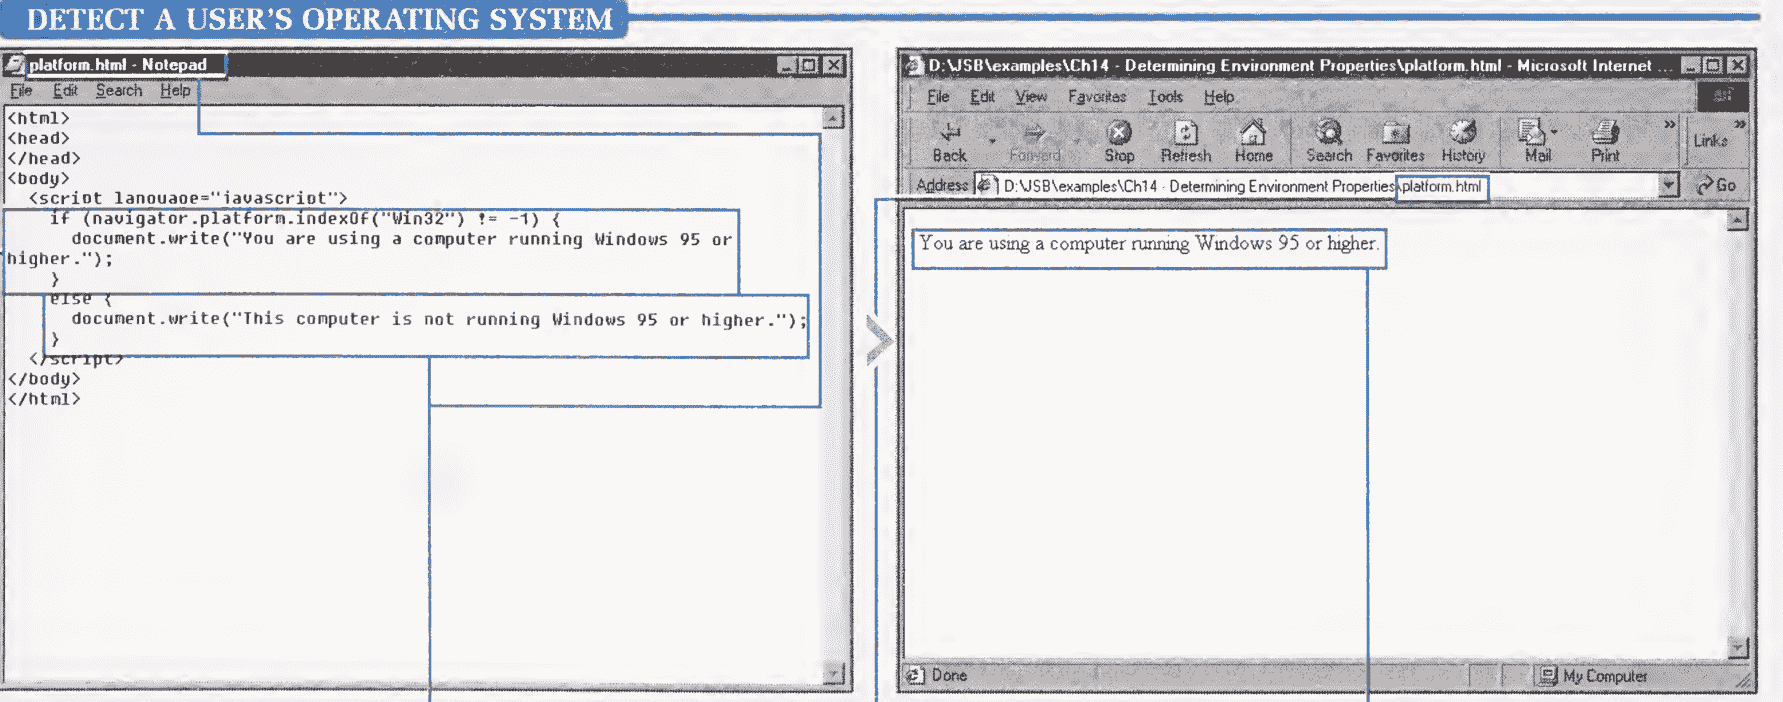 DETECT A USER'S OPERATING SYSTEM
platform.html - Notepad
File Edit Search Help
<html>
<head>
</head>
<body>
<script language="javascript">
if (navigator.platform.indexOf("Win32") != -1) {
document.write("You are using a computer running Windows 95 or
higher.");
}
else {
document.write("This computer is not running Windows 95 or higher.");
}
</script>
</body>
</html>
D:\JSB\examples\Ch14 - Determining Environment Properties\platform.html - Microsoft Internet ...
File Edit View Favorites Tools Help
Back Forward Stop Refresh Home Search Favorites History Mail Print » Links »
Address D:\JSB\examples\Ch14 - Determining Environment Properties\platform.html Go
You are using a computer running Windows 95 or higher.
Done My Computer